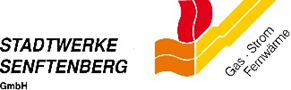 STADTWERKE
SENFTENBERG
GmbH
Gas · Strom
Fernwärme